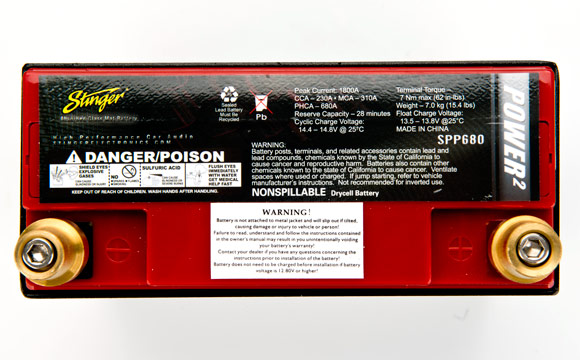 Stinger
Absorbed Glass Mat Battery
High Performance Car Audio
STINGERELECTRONICS.COM
Sealed
Lead Battery
Must Be
Recycled
Pb
Peak Current: 1800A
CCA – 230A • MCA – 310A
PHCA – 680A
Reserve Capacity – 28 minutes
Cyclic Charge Voltage:
14.4 – 14.8V @ 25°C
Terminal Torque -
7 Nm max (62 in-lbs)
Weight – 7.0 kg (15.4 lbs)
Float Charge Voltage:
13.5 – 13.8V @25°C
MADE IN CHINA
SPP680
POWER2
DANGER/POISON
SHIELD EYES
EXPLOSIVE
GASES
NO
SULFURIC ACID
FLUSH EYES
IMMEDIATELY
WITH WATER
GET MEDICAL
HELP FAST
KEEP OUT OF REACH OF CHILDREN. WASH HANDS AFTER HANDLING.
WARNING:
Battery posts, terminals, and related accessories contain lead and
lead compounds, chemicals known by the State of California to
cause cancer and reproductive harm. Batteries also contain other
chemicals known to the state of California to cause cancer. Ventilate
spaces where used or charged. If jump starting, refer to vehicle
manufacturer's instructions. Not recommended for inverted use.
NONSPILLABLE Drycell Battery
WARNING!
Battery is not attached to metal jacket and will slip out if tilted,
causing damage or injury to vehicle or person!
Failure to read, understand and follow the instructions contained
in the owner's manual may result in you unintentionally voiding
your battery's warranty!
Contact your dealer if you have any questions concerning the
instructions prior to installation of the battery!
Battery does not need to be charged before installation if battery
voltage is 12.80V or higher!